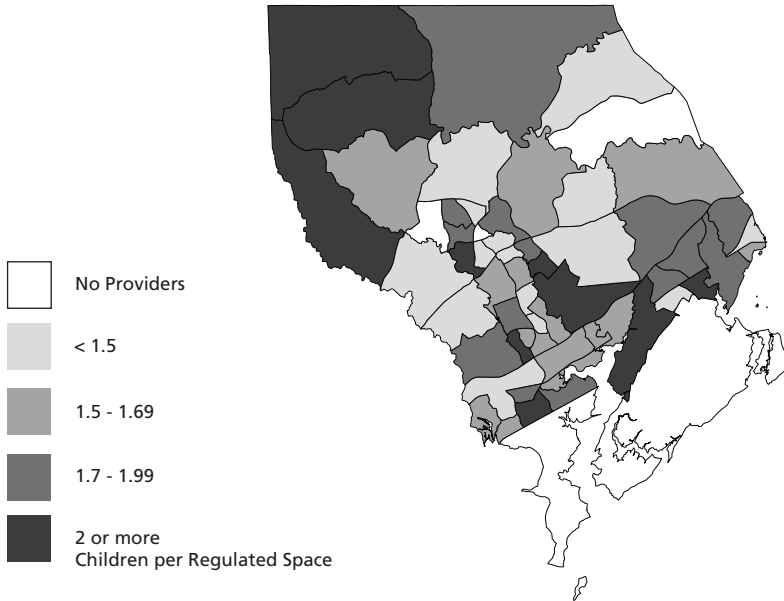 No Providers
< 1.5
1.5 - 1.69
1.7 - 1.99
2 or more
Children per Regulated Space